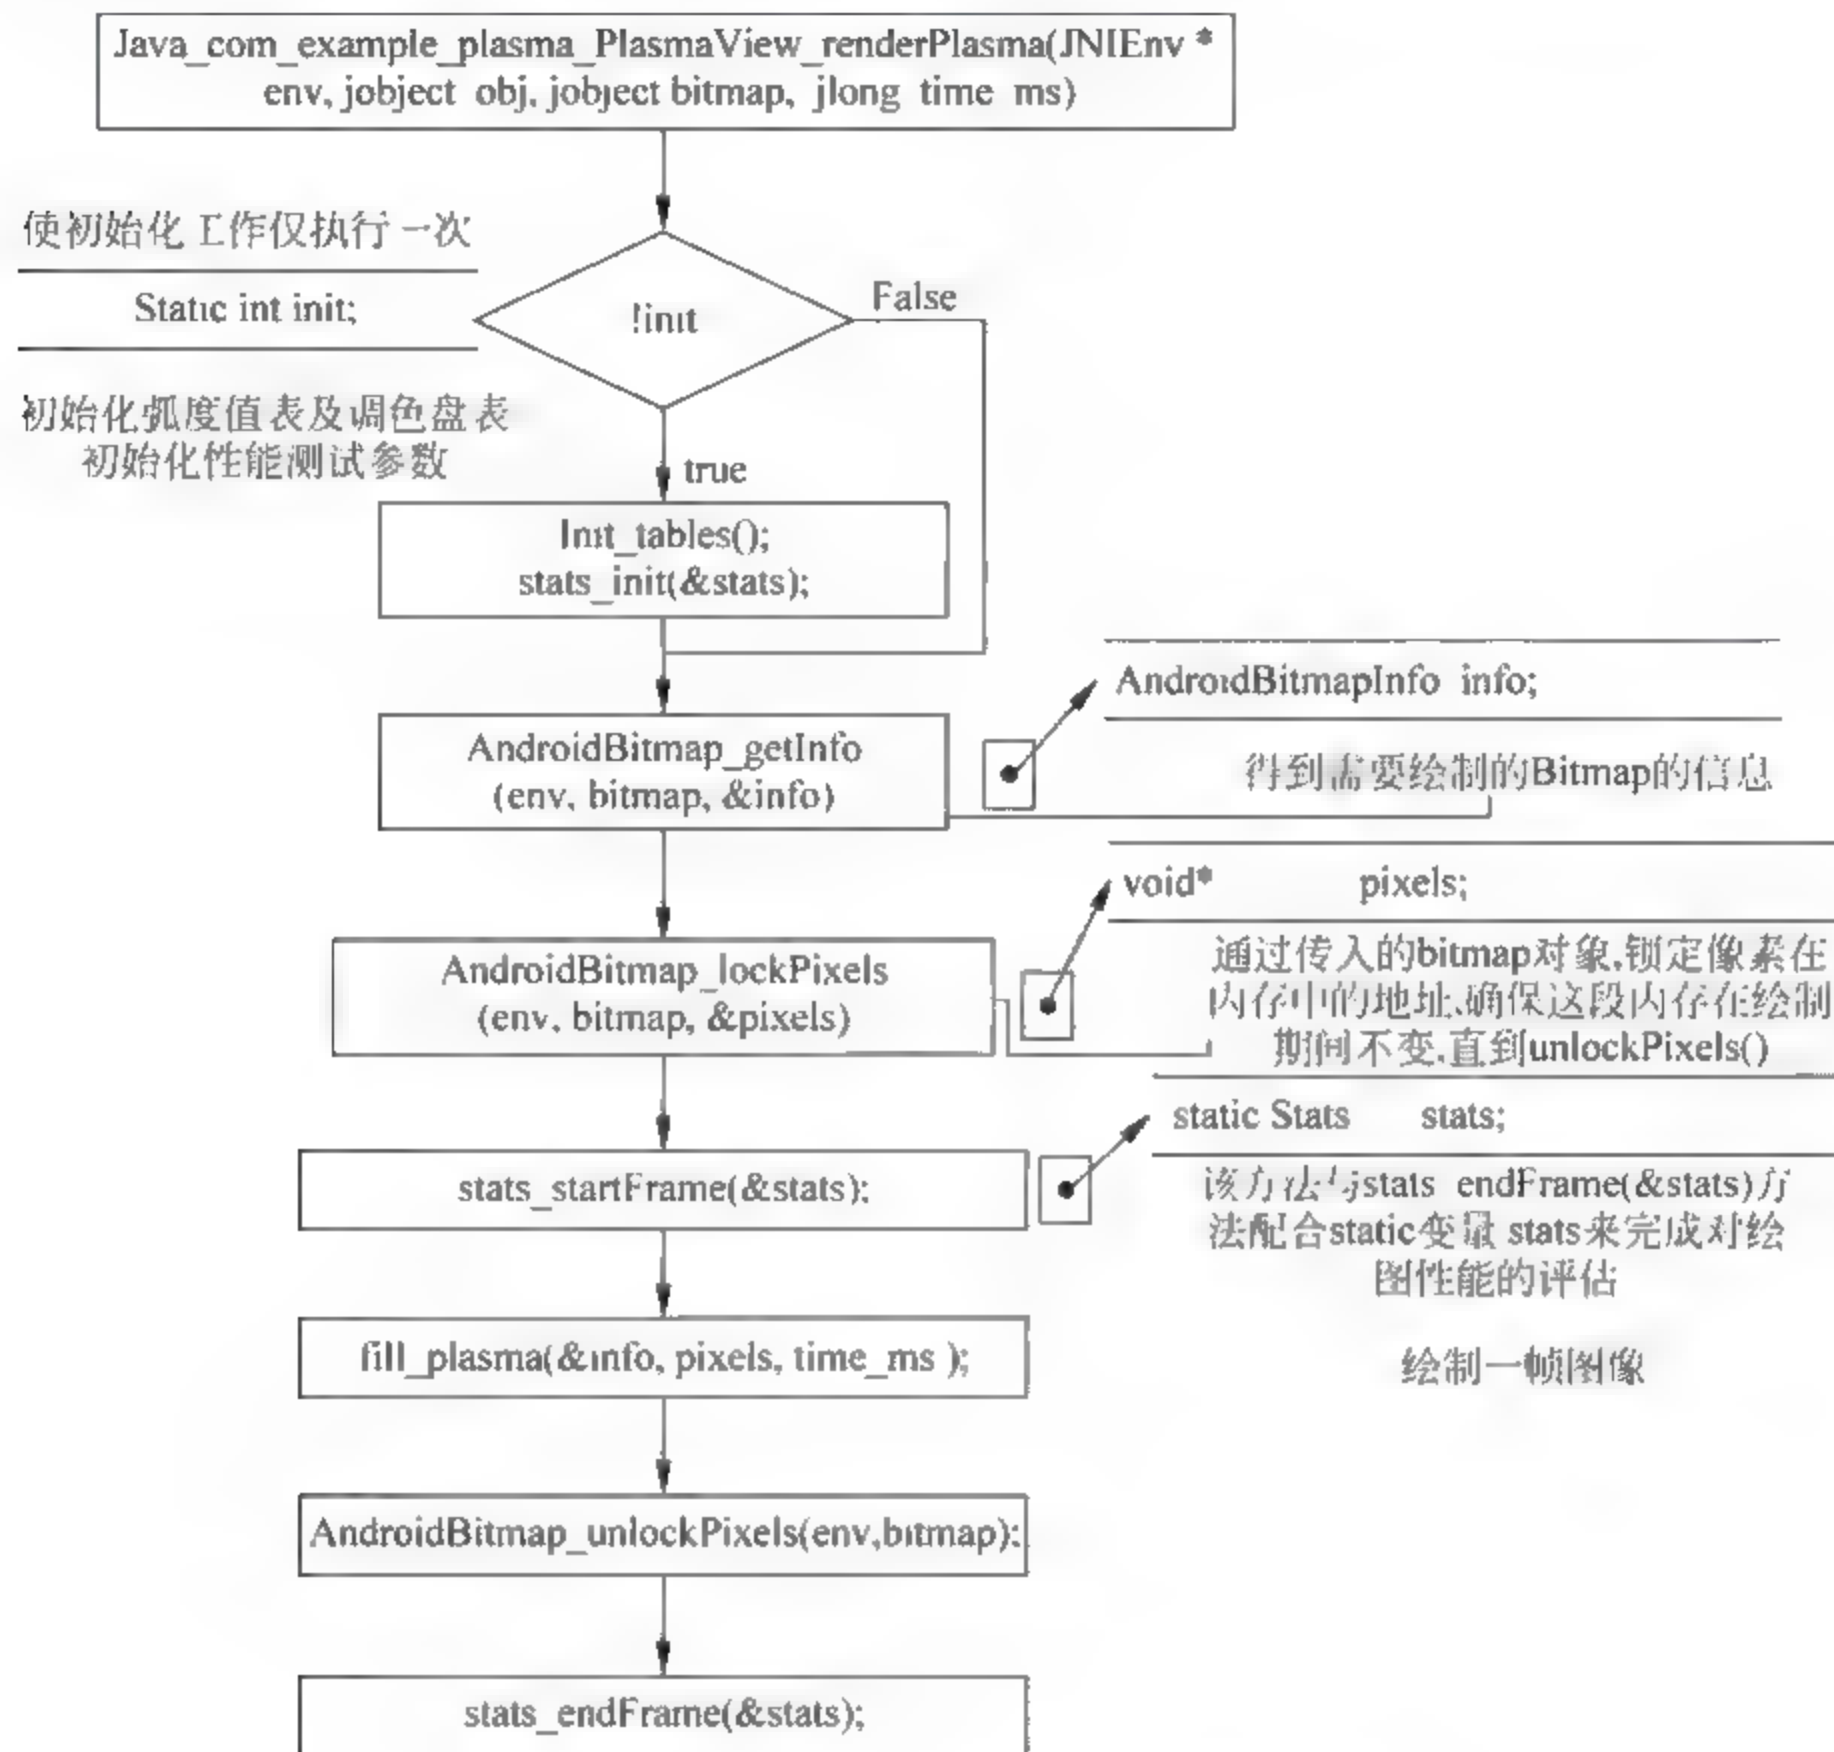 Java_com_example_plasma_PlasmaView_renderPlasma(JNIEnv *
env, jobject obj, jobject bitmap, jlong time ms)
使初始化工作仅执行一次
Static int init;
!init
False
初始化弧度值表及调色盘表
初始化性能测试参数
true
Init_tables();
stats_init(&stats);
AndroidBitmapInfo info;
AndroidBitmap_getInfo
(env, bitmap, &info)
得到需要绘制的Bitmap的信息
void* pixels;
AndroidBitmap_lockPixels
(env, bitmap, &pixels)
通过传入的bitmap对象,锁定像素在
内存中的地址,确保这段内存在绘制
期间不变,直到unlockPixels()
static Stats stats;
stats_startFrame(&stats);
该方法与stats endFrame(&stats)方
法配合static变量 stats来完成对绘
图性能的评估
fill_plasma(&info, pixels, time_ms );
绘制一帧图像
AndroidBitmap_unlockPixels(env,bitmap);
stats_endFrame(&stats);